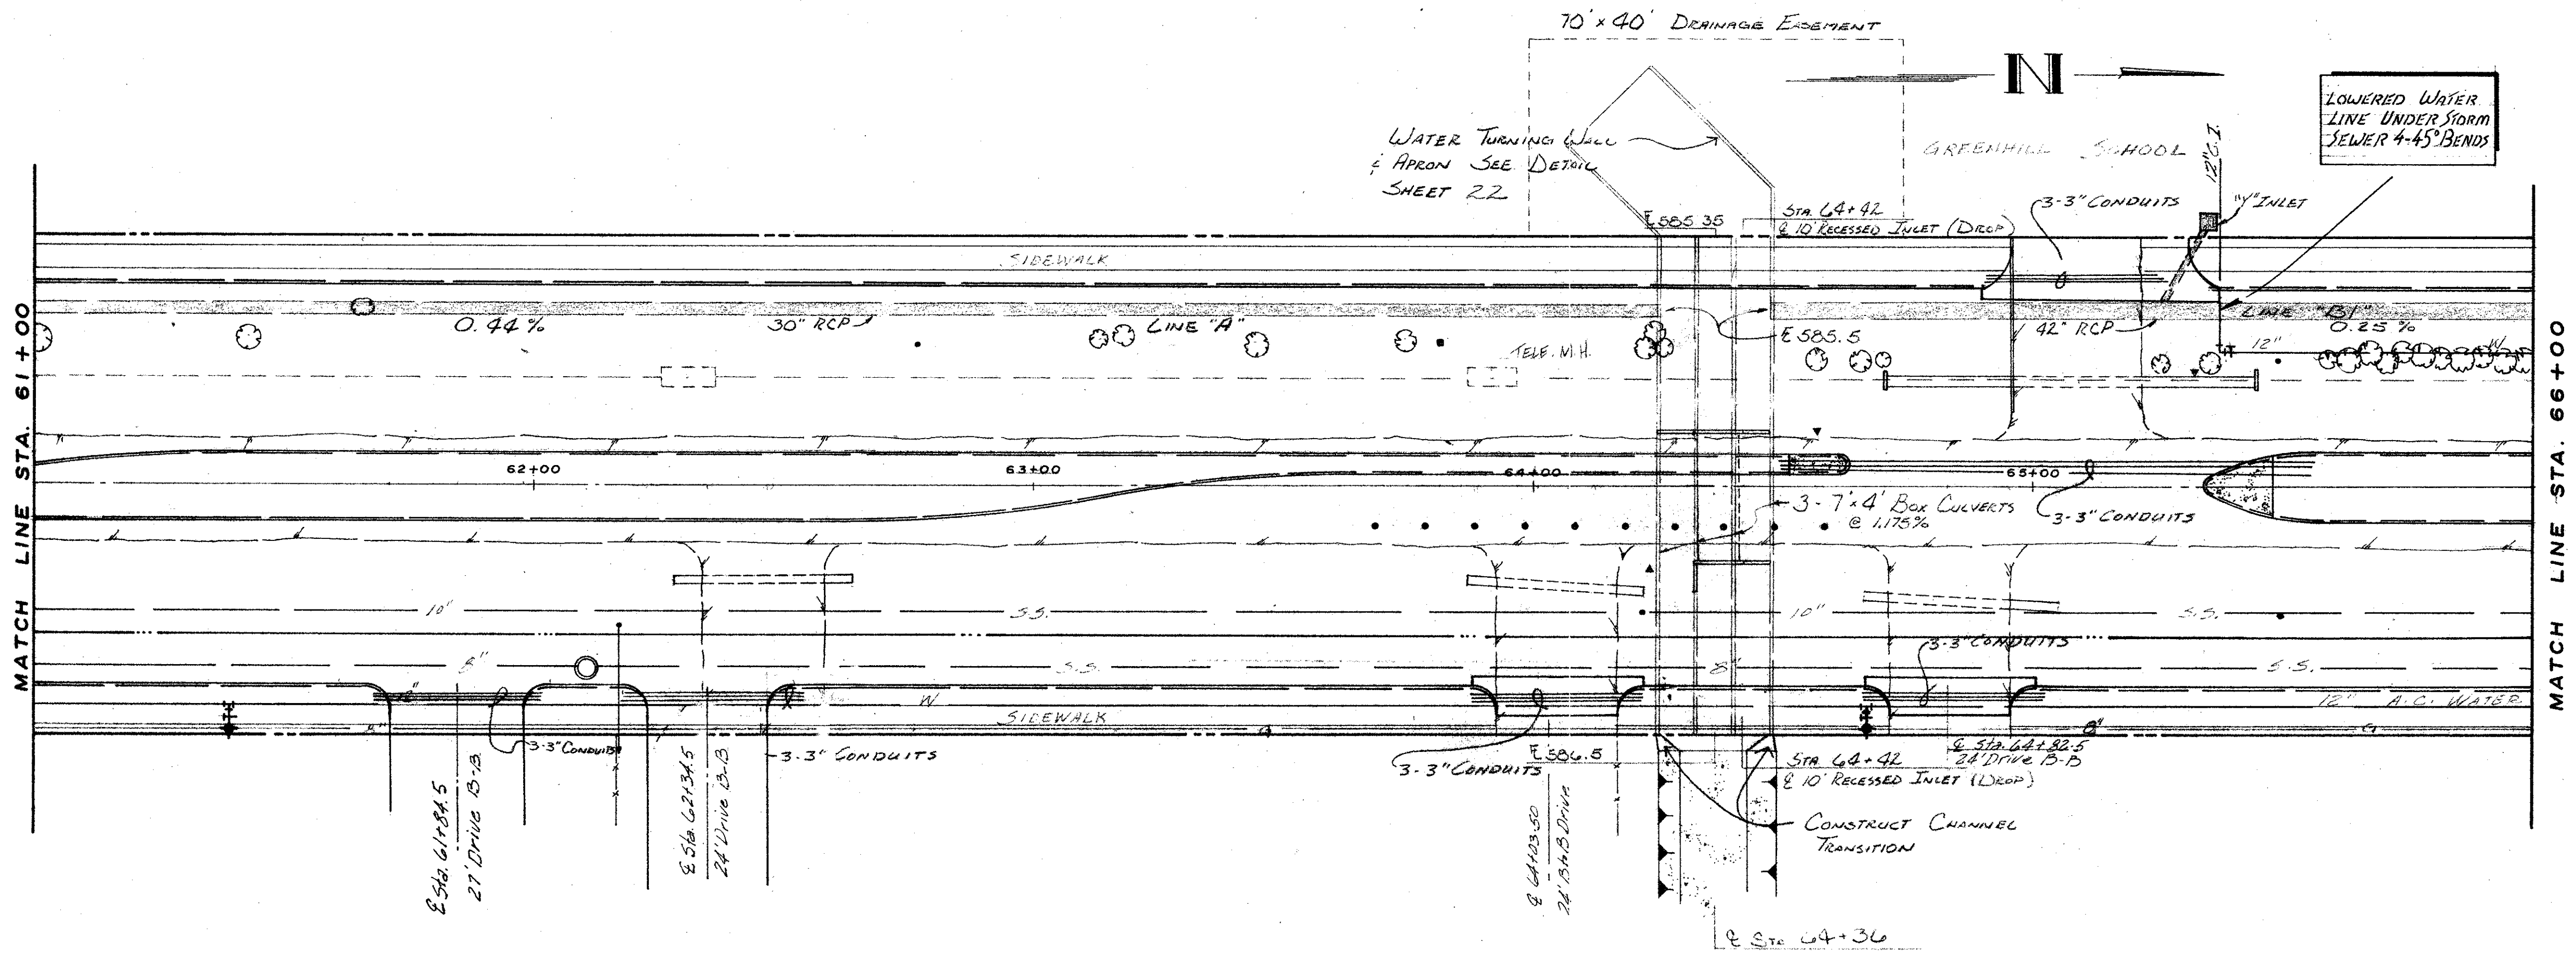 70' x 40' DRAINAGE EASEMENT
N
LOWERED WATER
LINE UNDER STORM
SEWER 4-45° BENDS
WATER TURNING WALL
& APRON SEE DETAIL
SHEET 22
GREENHILL SCHOOL
12" C.I.
"Y" INLET
3-3" CONDUITS
585.35
STA. 64+42
℄ 10' RECESSED INLET (DROP)
SIDEWALK
MATCH LINE STA. 61+00
0.44%
30" RCP
LINE "A"
TELE. M.H.
585.5
42" RCP
LINE "B1"
0.25%
12"
W
MATCH LINE STA. 66+00
62+00
63+00
64+00
65+00
3-7'x4' BOX CULVERTS
@ 1.175%
3-3" CONDUITS
10"
S.S.
10"
S.S.
3-3" CONDUITS
8"
S.S.
8"
S.S.
W
12" A.C. WATER
SIDEWALK
8"
G
3-3" CONDUITS
3-3" CONDUITS
3-3" CONDUITS
586.5
STA. 64+42
℄ 10' RECESSED INLET (DROP)
℄ Sta. 64+82.5
24' Drive B-B
℄ Sta. 61+84.5
27' Drive B-B
℄ Sta. 62+34.5
24' Drive B-B
℄ 64+03.50
24' B to B Drive
CONSTRUCT CHANNEL
TRANSITION
℄ STA 64+36